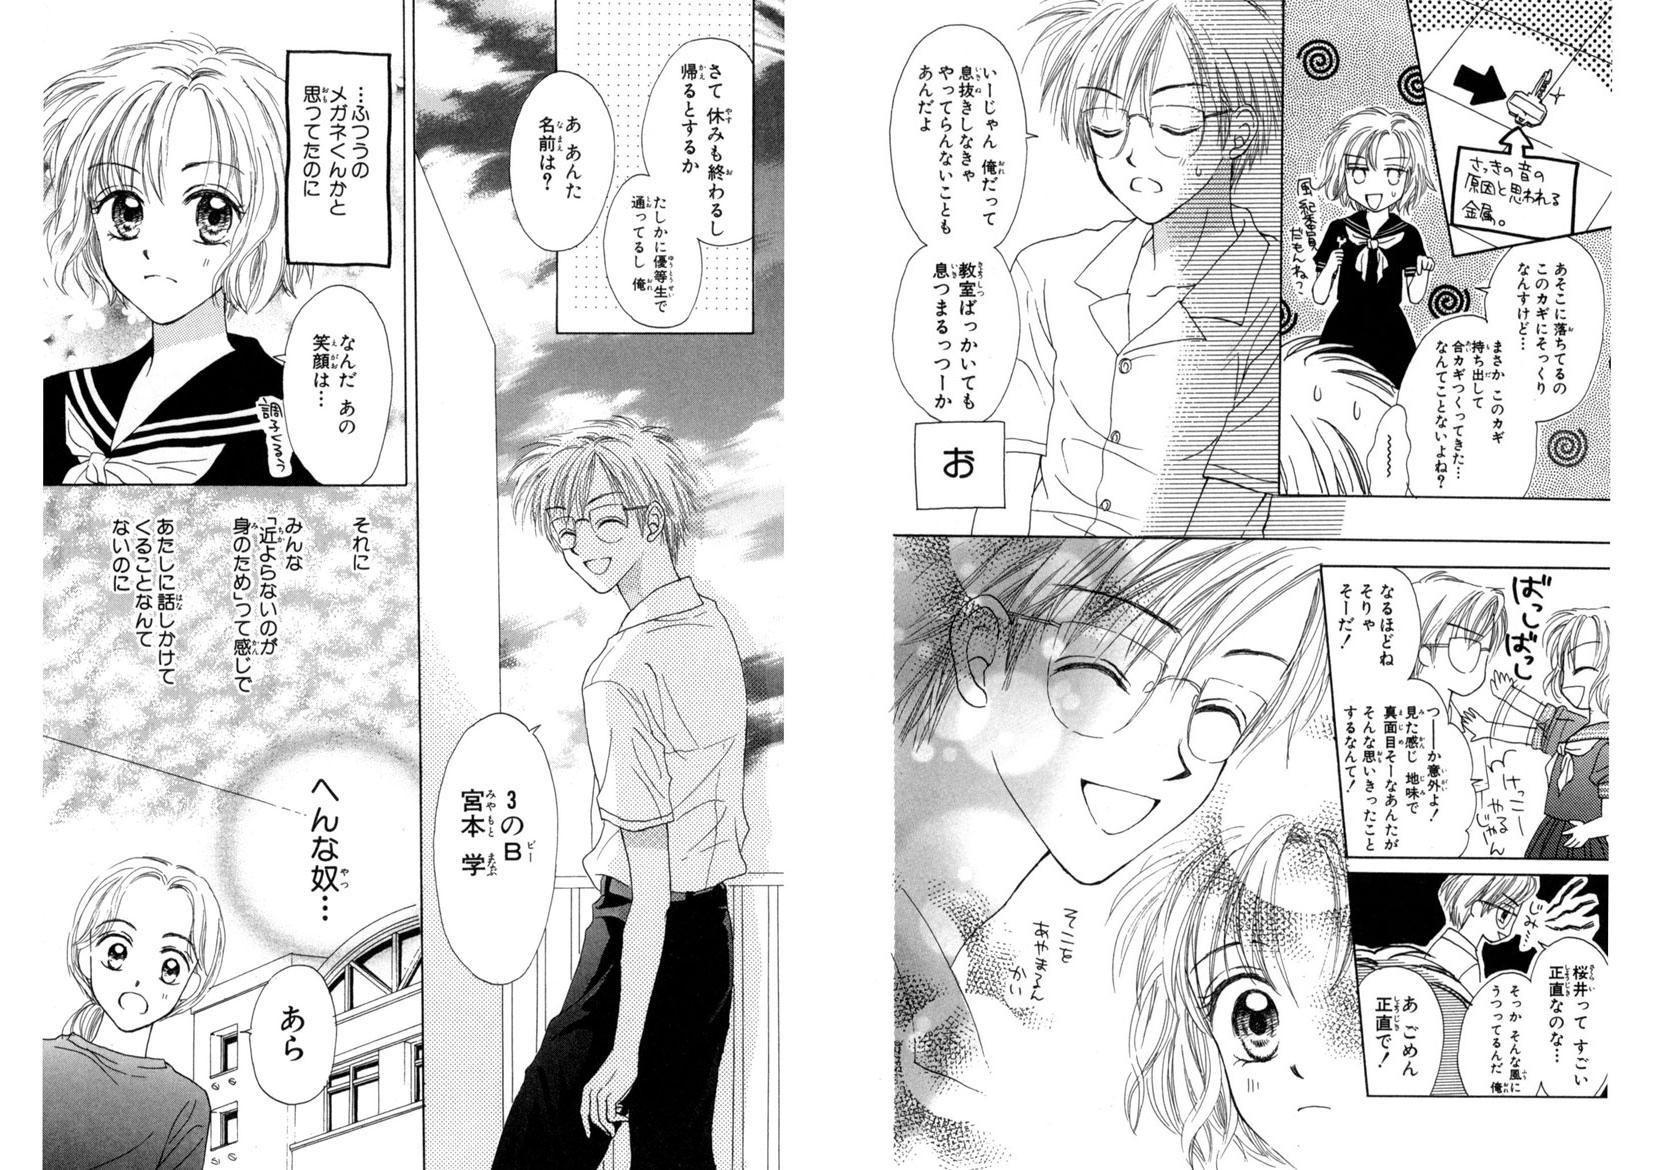 さっきの音の
原因と思われる
金属。
あそこに落ちてるの
このカギにそっくり
なんすけど…
まさか このカギ
持ち出して
合カギつくってきた…
なんてことないよね?
風紀委員
だもんね?
いーじゃん 俺だって
息抜きしなきゃ
やってらんないことも
あんだよ
教室ばっかいても
息つまるっつーか
お
ばっしばっし
けっこー
やるー
じゃん
なるほどね
そりゃ
そーだ!
つーか意外よ!
見た感じ 地味で
真面目そーなあんたが
そんな思いきったこと
するなんて!
じみ…
桜井って すごい
正直なのな…
そっか そんな風に
うつってるんだ 俺
あ ごめん
正直で!
そこを
あやまるん
かい
さて 休みも終わるし
帰るとするか
たしかに優等生で
通ってるし 俺
あ あんた
名前は?
3のB
宮本 学
…ふつうの
メガネくんかと
思ってたのに
なんだ あの
笑顔は…
調子くるう
それに
みんな
「近よらないのが
身のため」って感じで
あたしに話しかけて
くることなんて
ないのに
へんな奴…
あら